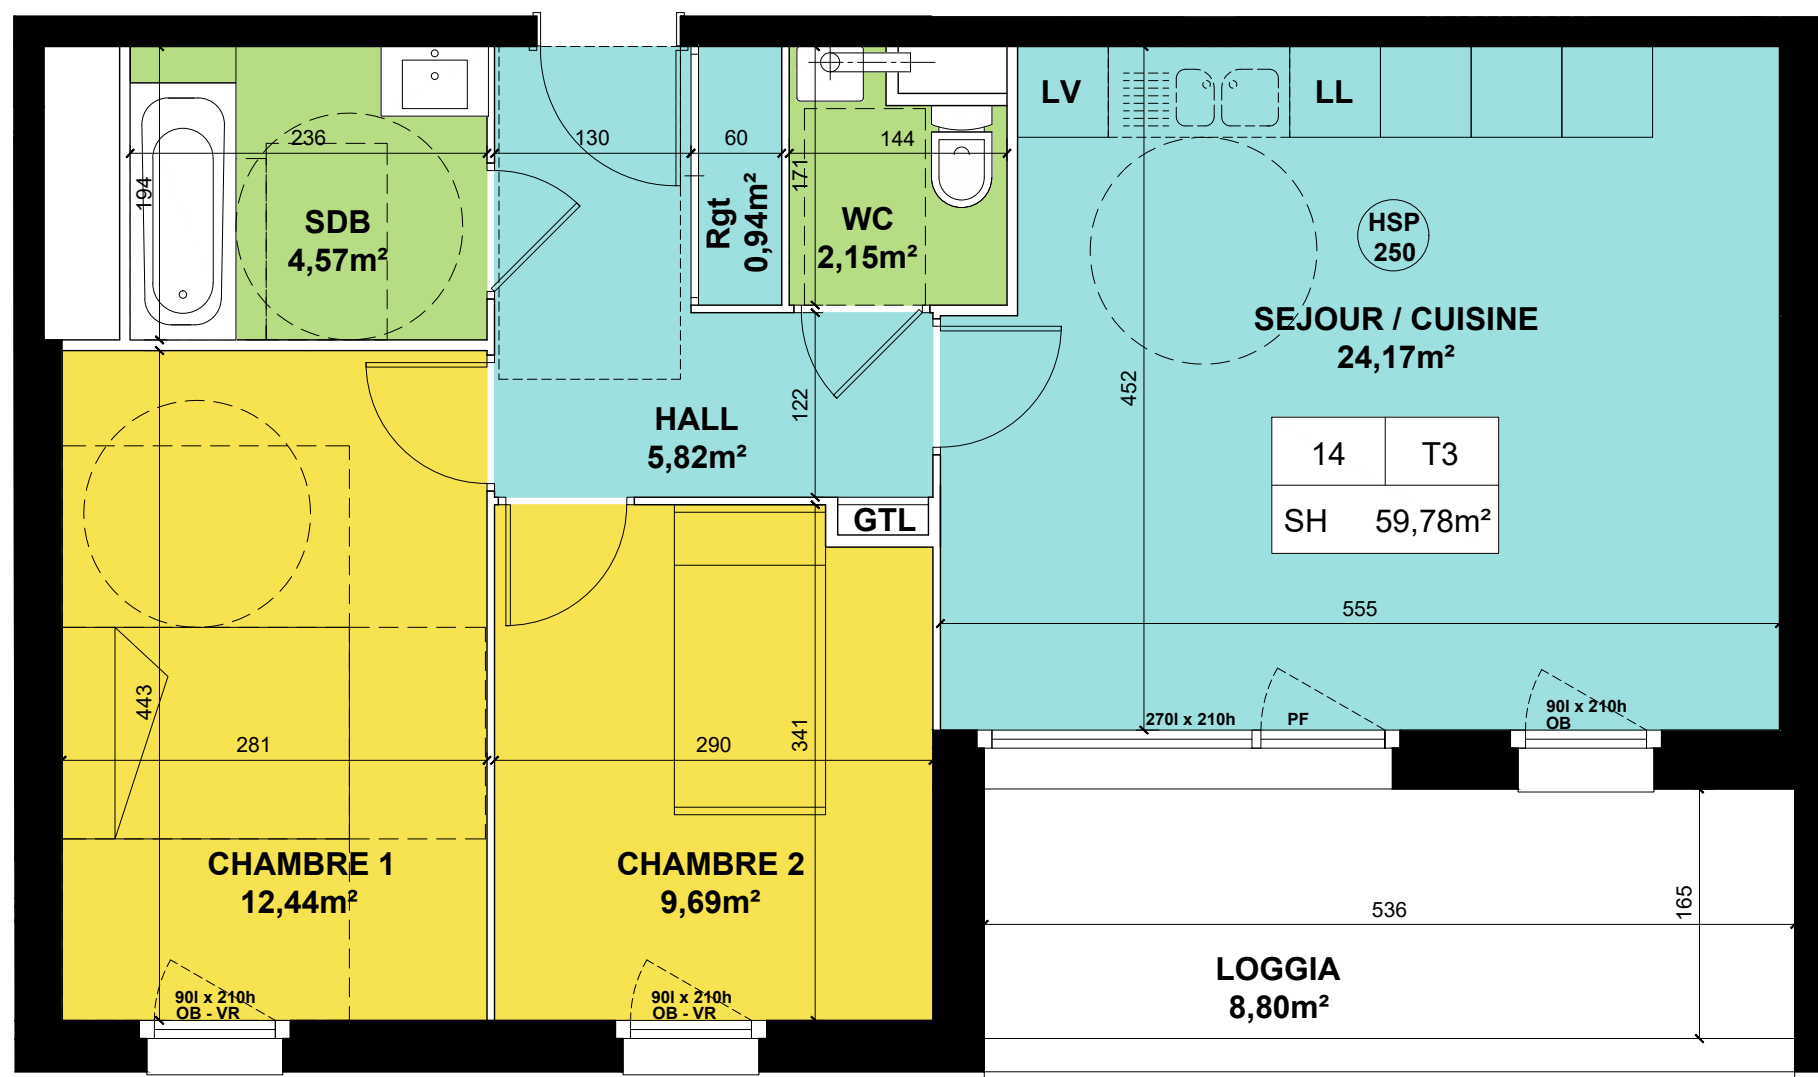 LV
LL
236
130
60
144
194
171
Rgt
0,94m²
SDB
4,57m²
WC
2,15m²
HSP
250
SEJOUR / CUISINE
24,17m²
452
122
HALL
5,82m²
14
T3
SH 59,78m²
GTL
555
443
281
290
341
270l x 210h
PF
90l x 210h
OB
CHAMBRE 1
12,44m²
CHAMBRE 2
9,69m²
536
165
LOGGIA
8,80m²
90l x 210h
OB - VR
90l x 210h
OB - VR